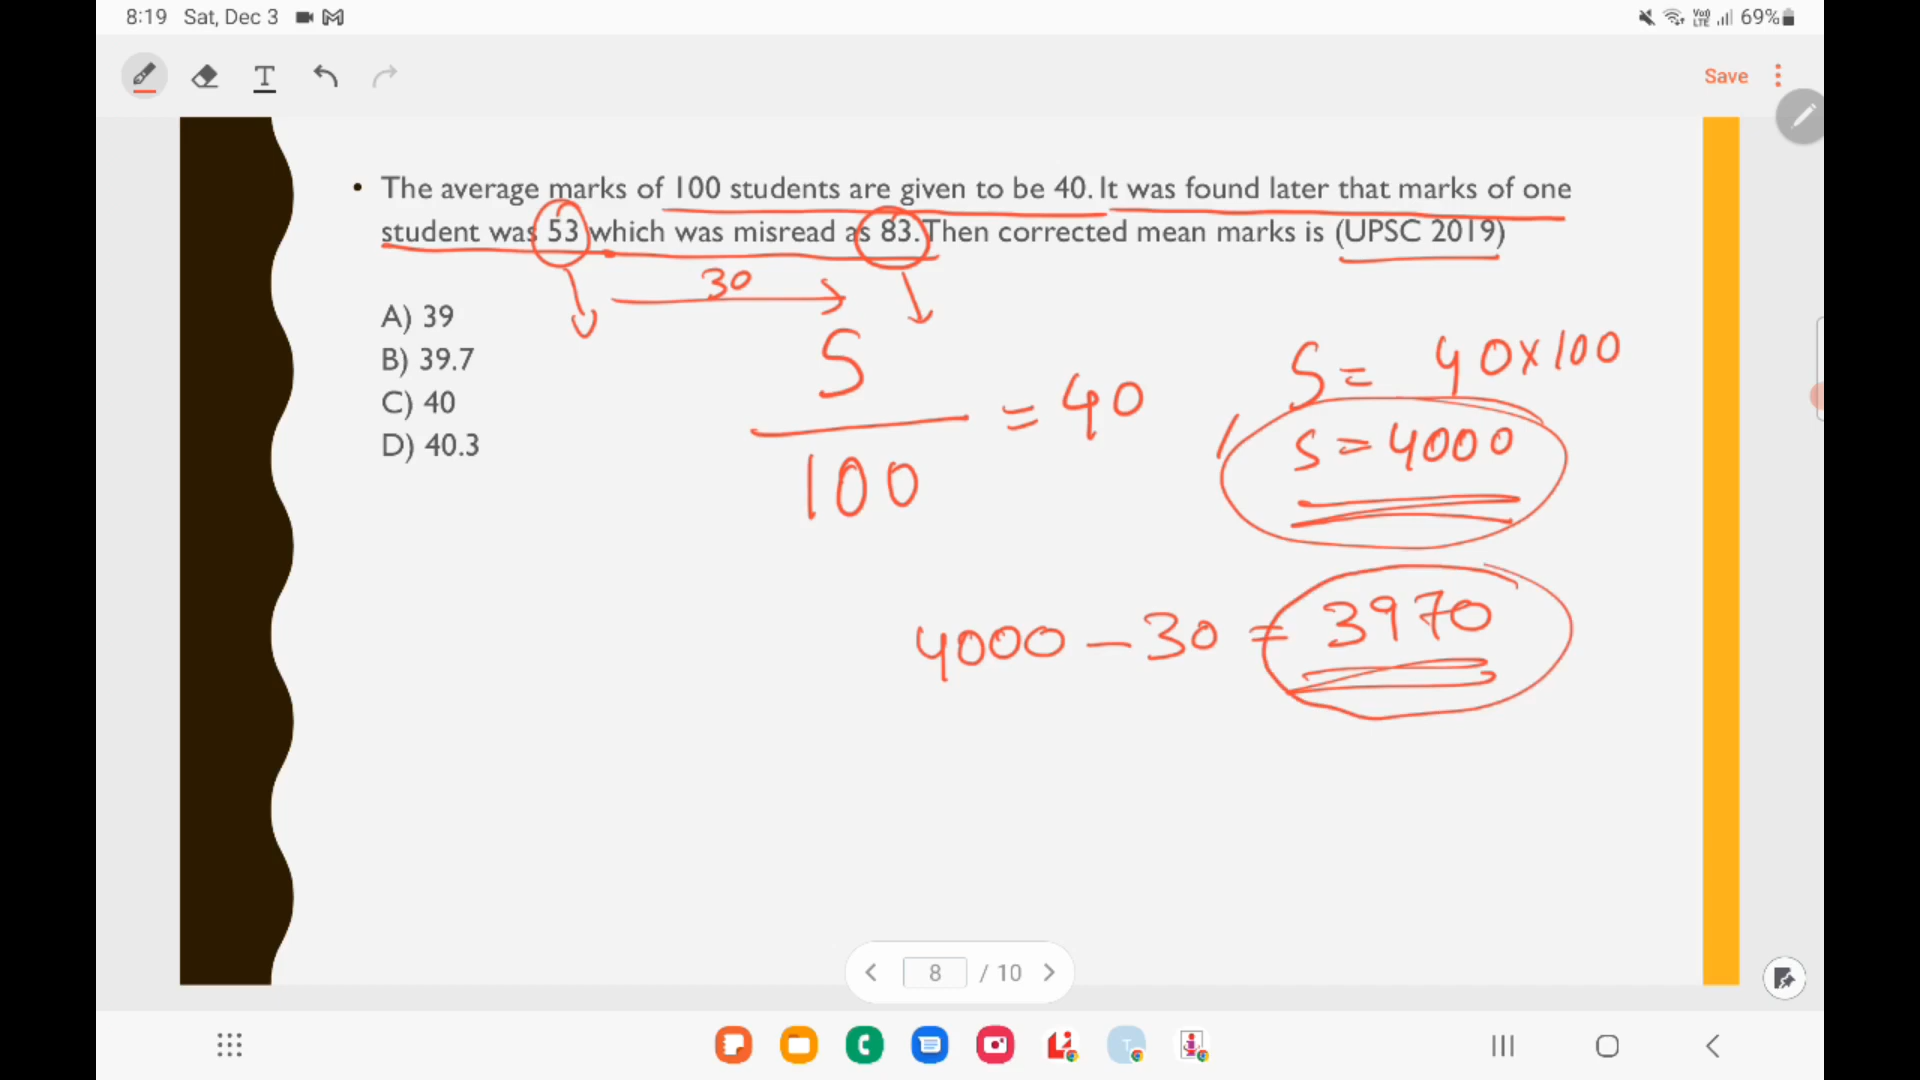 8:19 Sat, Dec 3
Vo) LTE 69%
T
Save
• The average marks of 100 students are given to be 40. It was found later that marks of one
student was 53 which was misread as 83. Then corrected mean marks is (UPSC 2019)
30
A) 39
B) 39.7
C) 40
D) 40.3
S
100
= 40
S = 40x100
S = 4000
4000 - 30 = 3970
8 / 10
T